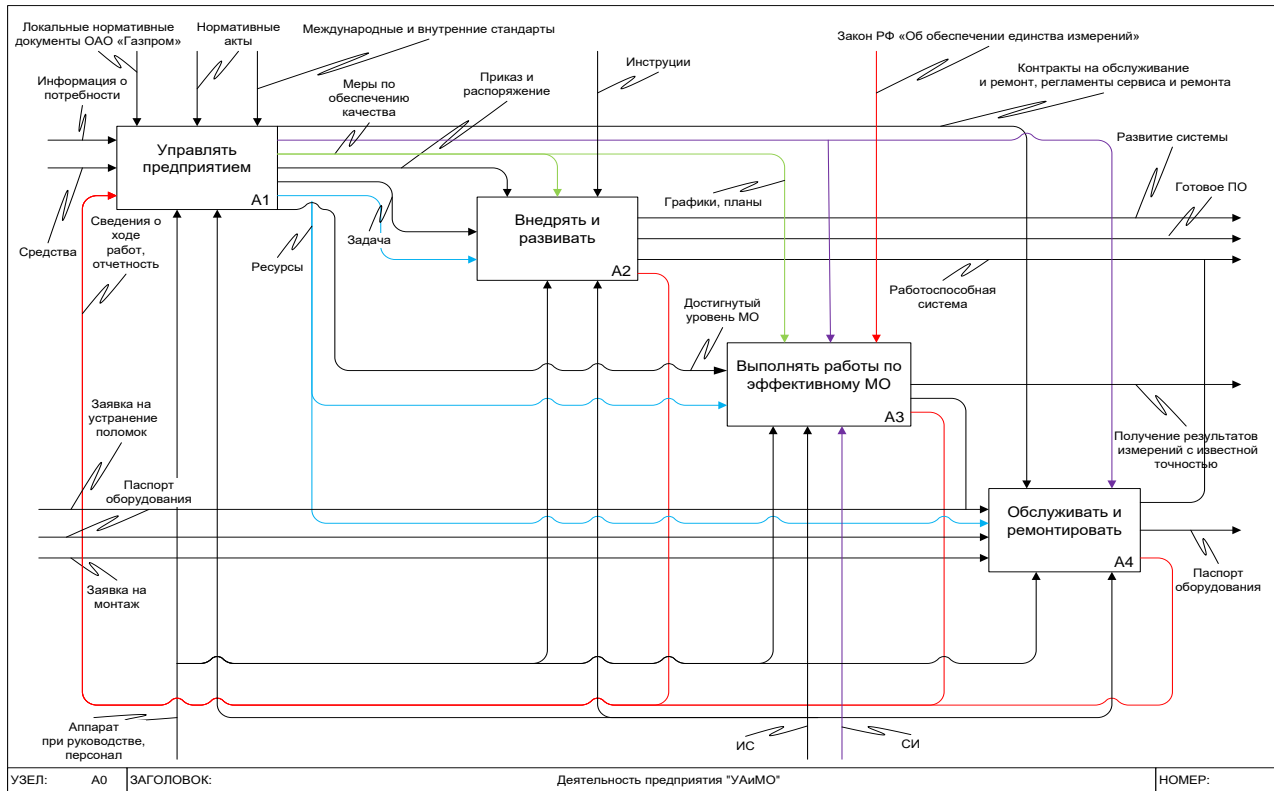 Локальные нормативные
документы ОАО «Газпром»
Нормативные
акты
Международные и внутренние стандарты
Закон РФ «Об обеспечении единства измерений»
Информация о
потребности
Меры по
обеспечению
качества
Приказ и
распоряжение
Инструции
Контракты на обслуживание
и ремонт, регламенты сервиса и ремонта
Управлять
предприятием
A1
Развитие системы
Готовое ПО
Средства
Сведения о
ходе
работ,
отчетность
Ресурсы
Задача
Внедрять и
развивать
A2
Графики, планы
Работоспособная
система
Достигнутый
уровень МО
Выполнять работы по
эффективному МО
A3
Заявка на
устранение
поломок
Получение результатов
измерений с известной
точностью
Паспорт
оборудования
Обслуживать и
ремонтировать
A4
Заявка на
монтаж
Паспорт
оборудования
Аппарат
при руководстве,
персонал
ИС
СИ
УЗЕЛ: A0 ЗАГОЛОВОК: Деятельность предприятия "УАиМО" НОМЕР: